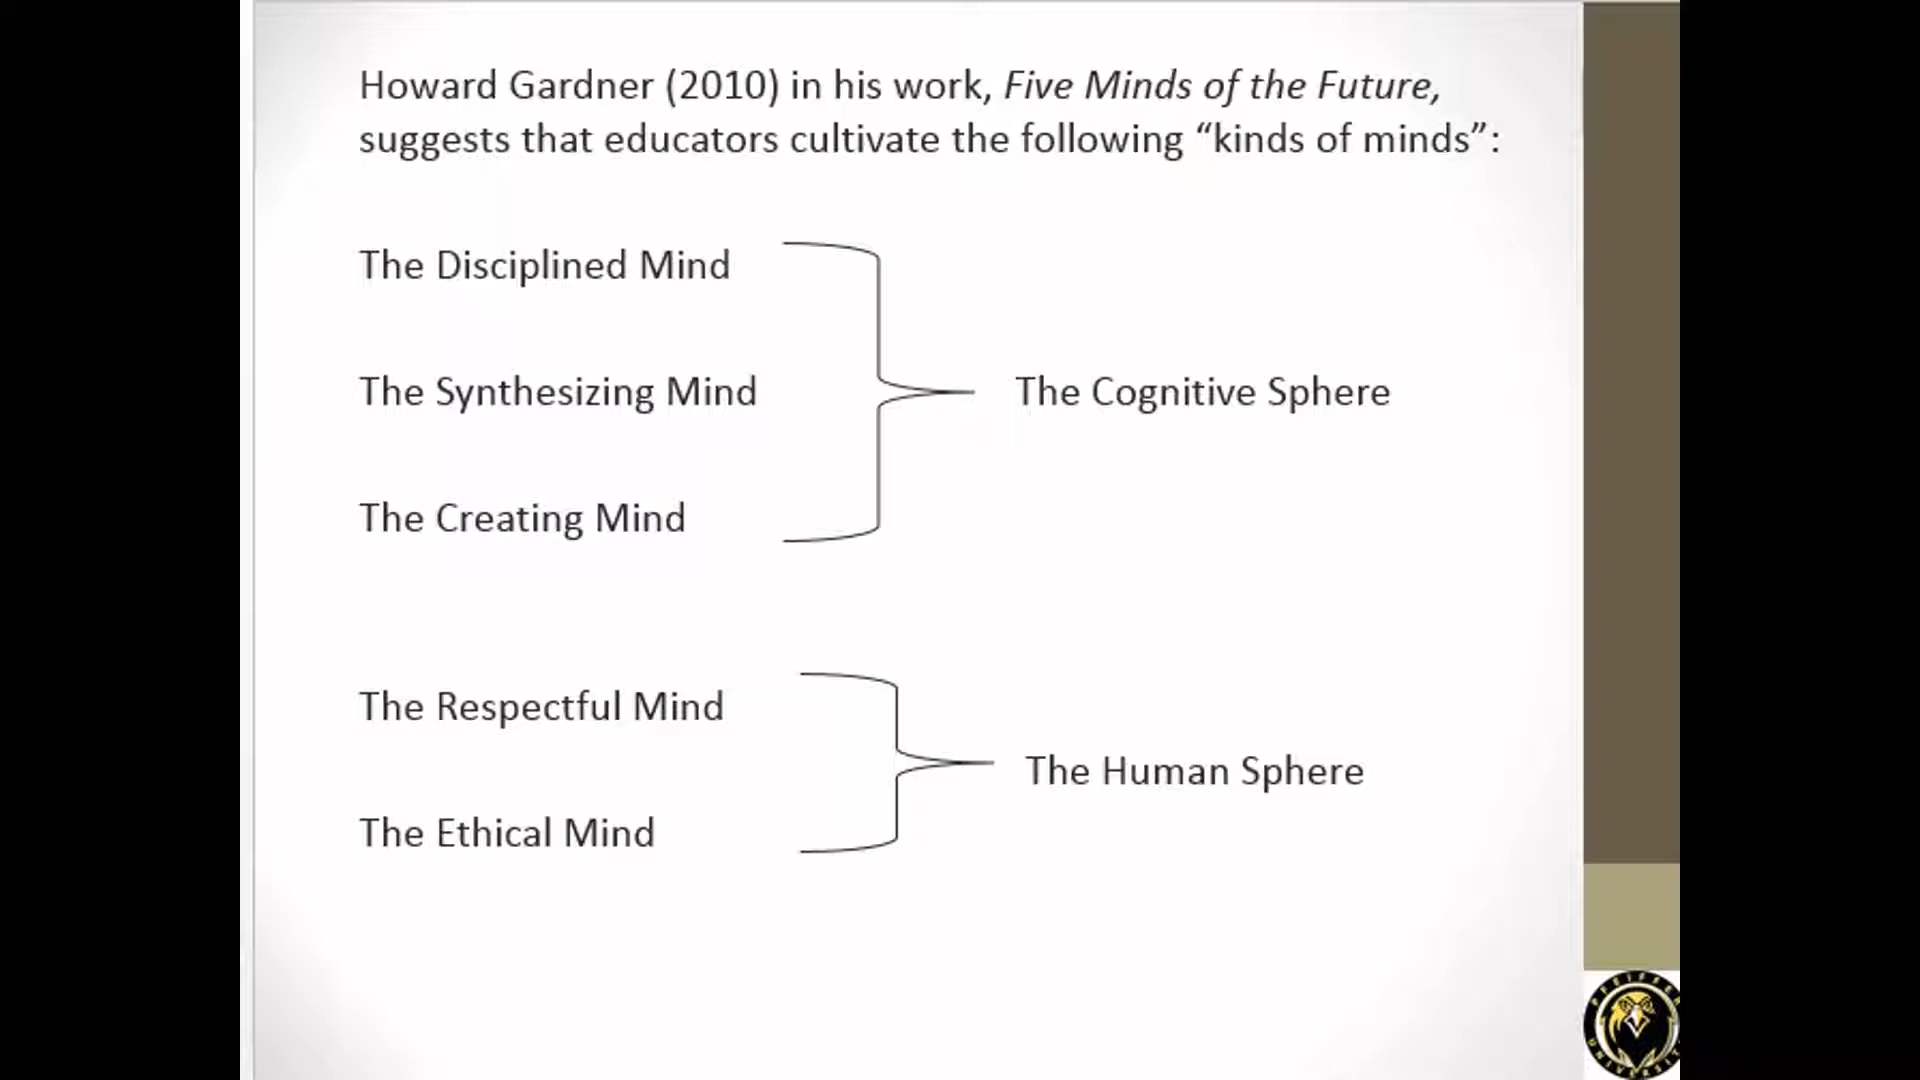 Howard Gardner (2010) in his work, Five Minds of the Future,
suggests that educators cultivate the following “kinds of minds”:
The Disciplined Mind
The Synthesizing Mind
The Cognitive Sphere
The Creating Mind
The Respectful Mind
The Human Sphere
The Ethical Mind
PFEIFFER
UNIVERSITY